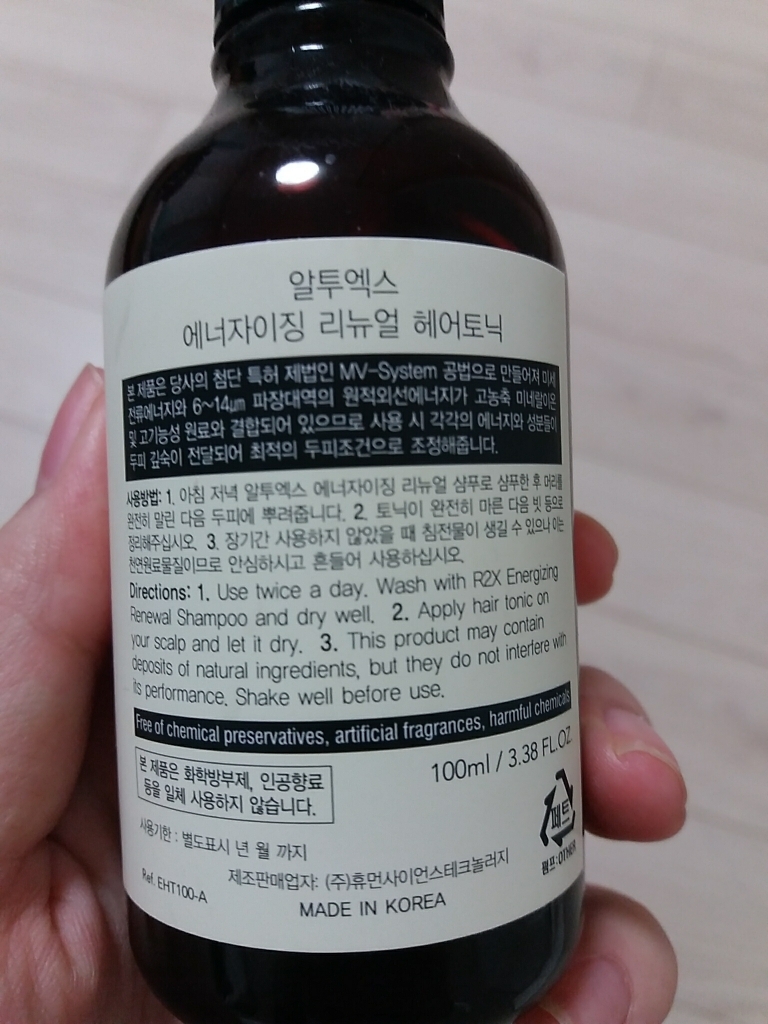 알투엑스
에너자이징 리뉴얼 헤어토닉
본 제품은 당사의 첨단 특허 제법인 MV-System 공법으로 만들어져 미세
전류에너지와 6~14㎛ 파장대역의 원적외선에너지가 고농축 미네랄이온
및 고기능성 원료와 결합되어 있으므로 사용 시 각각의 에너지와 성분들이
두피 깊숙이 전달되어 최적의 두피조건으로 조정해줍니다.
사용방법: 1. 아침 저녁 알투엑스 에너자이징 리뉴얼 샴푸로 샴푸한 후 머리를
완전히 말린 다음 두피에 뿌려줍니다. 2. 토닉이 완전히 마른 다음 빗 등으로
정리해주십시오. 3. 장기간 사용하지 않았을 때 침전물이 생길 수 있으나 이는
천연원료물질이므로 안심하시고 흔들어 사용하십시오.
Directions: 1. Use twice a day. Wash with R2X Energizing
Renewal Shampoo and dry well. 2. Apply hair tonic on
your scalp and let it dry. 3. This product may contain
deposits of natural ingredients, but they do not interfere with
its performance. Shake well before use.
Free of chemical preservatives, artificial fragrances, harmful chemicals
100ml / 3.38 FL.OZ.
본 제품은 화학방부제, 인공향료
등을 일체 사용하지 않습니다.
페트
펌프:OTHER
사용기한 : 별도표시 년 월 까지
제조판매업자: (주)휴먼사이언스테크놀러지
Ref. EHT100-A
MADE IN KOREA